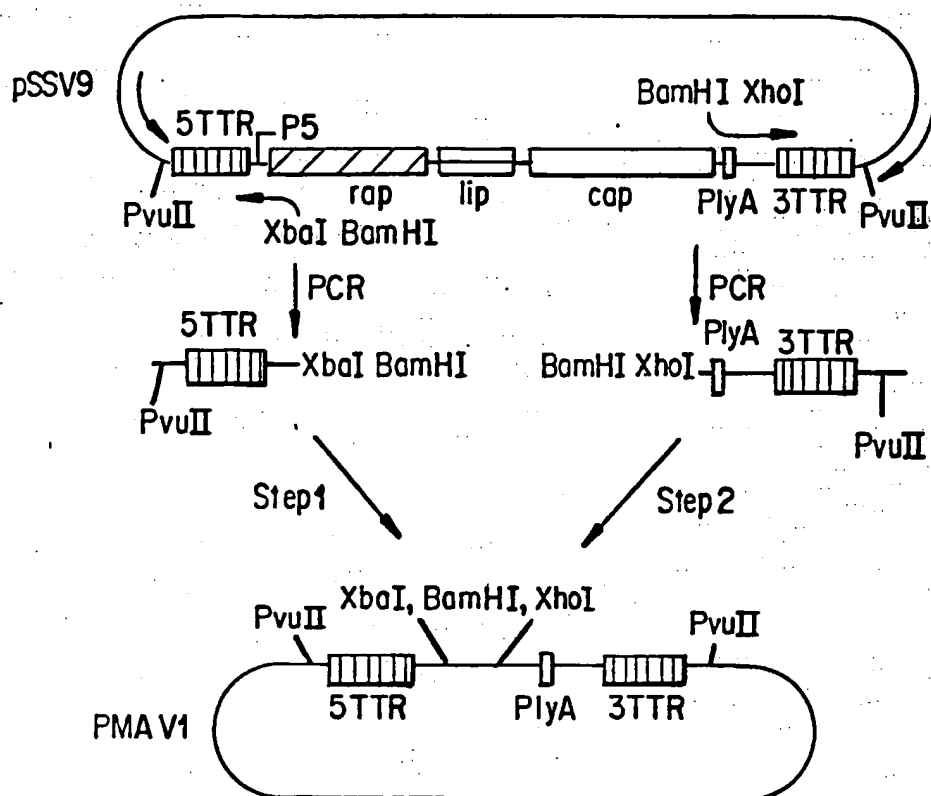 pSSV9
BamHI XhoI
5TTR P5
rap
lip
cap
PlyA 3TTR
PvuII
XbaI BamHI
PvuII
PCR
PCR
5TTR
XbaI BamHI
PvuII
PlyA
3TTR
BamHI XhoI
PvuII
Step1
Step2
XbaI, BamHI, XhoI
PvuII
PvuII
5TTR
PlyA
3TTR
PMAV1